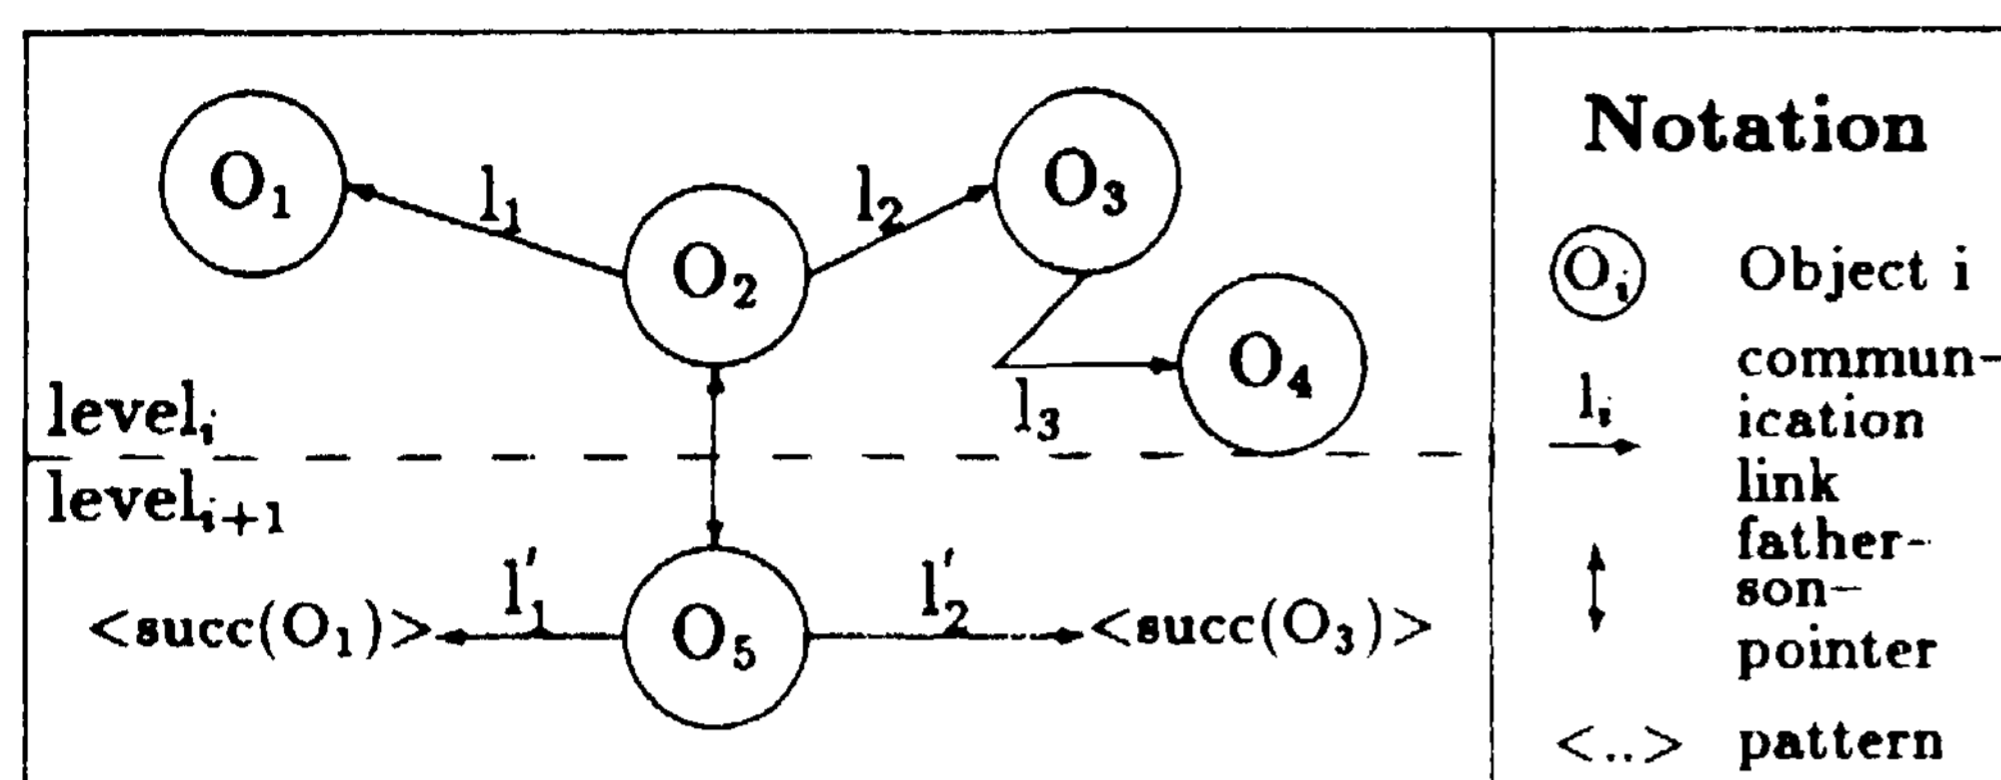 O₁
l₁
O₂
l₂
O₃
l₃
O₄
levelᵢ
levelᵢ₊₁
<succ(O₁)>
l′₁
O₅
l′₂
<succ(O₃)>
Notation
Oᵢ Object i
lᵢ commun-
ication
link
father-
son-
pointer
<..> pattern